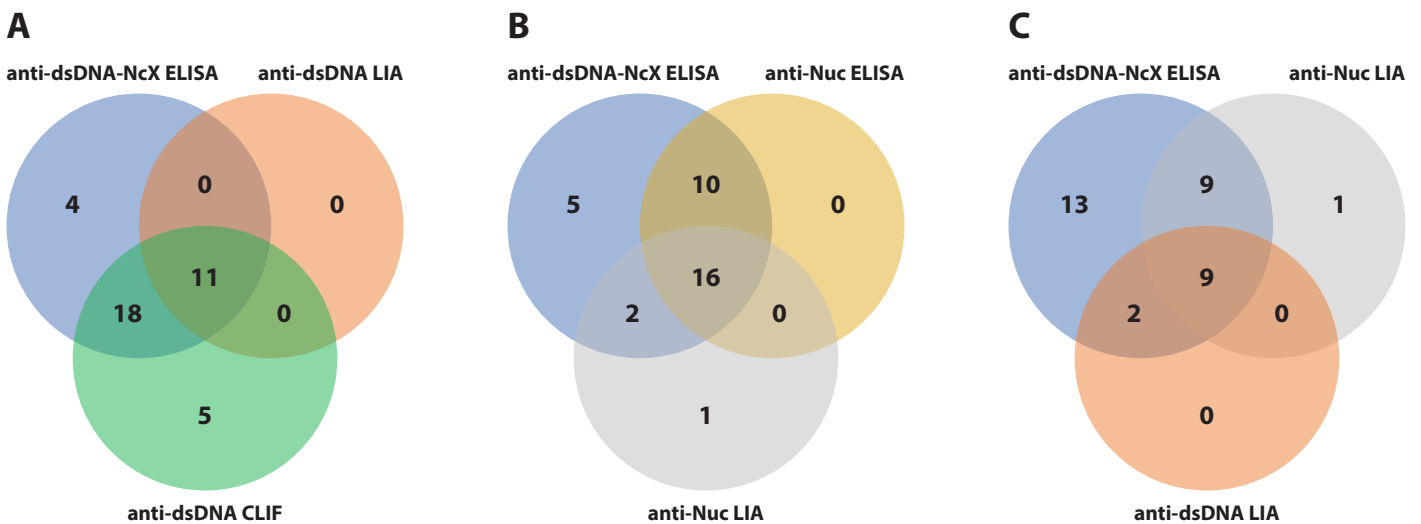 A
B
C
anti-dsDNA-NcX ELISA
anti-dsDNA LIA
anti-dsDNA-NcX ELISA
anti-Nuc ELISA
anti-dsDNA-NcX ELISA
anti-Nuc LIA
4
0
0
11
18
0
5
anti-dsDNA CLIF
5
10
0
16
2
0
1
anti-Nuc LIA
13
9
1
9
2
0
0
anti-dsDNA LIA